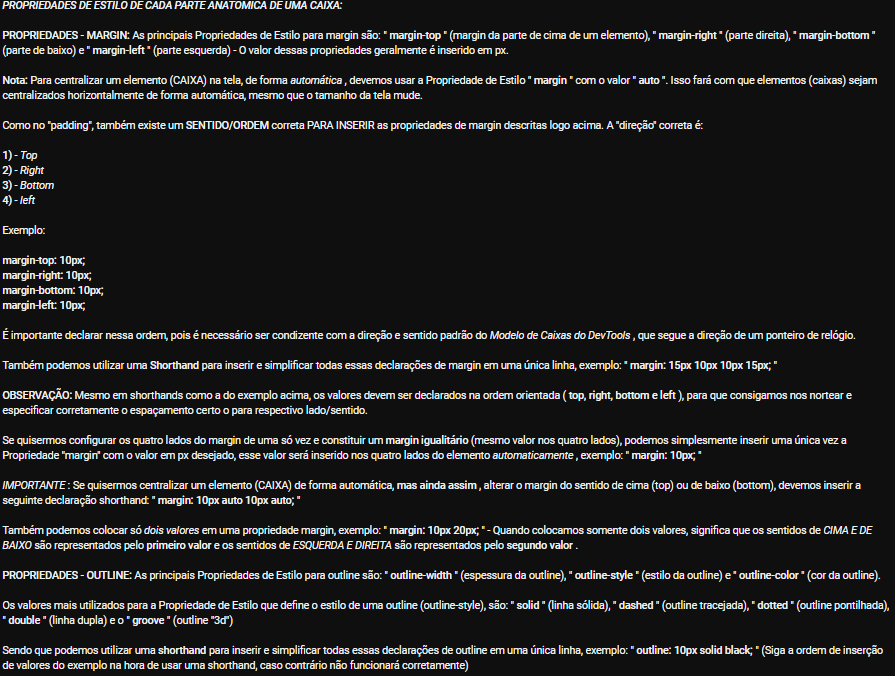 PROPRIEDADES DE ESTILO DE CADA PARTE ANATOMICA DE UMA CAIXA:
PROPRIEDADES - MARGIN: As principais Propriedades de Estilo para margin são: " margin-top " (margin da parte de cima de um elemento), " margin-right " (parte direita), " margin-bottom "
(parte de baixo) e " margin-left " (parte esquerda) - O valor dessas propriedades geralmente é inserido em px.
Nota: Para centralizar um elemento (CAIXA) na tela, de forma automática , devemos usar a Propriedade de Estilo " margin " com o valor " auto ". Isso fará com que elementos (caixas) sejam
centralizados horizontalmente de forma automática, mesmo que o tamanho da tela mude.
Como no "padding", também existe um SENTIDO/ORDEM correta PARA INSERIR as propriedades de margin descritas logo acima. A "direção" correta é:
1) - Top
2) - Right
3) - Bottom
4) - left
Exemplo:
margin-top: 10px;
margin-right: 10px;
margin-bottom: 10px;
margin-left: 10px;
É importante declarar nessa ordem, pois é necessário ser condizente com a direção e sentido padrão do Modelo de Caixas do DevTools , que segue a direção de um ponteiro de relógio.
Também podemos utilizar uma Shorthand para inserir e simplificar todas essas declarações de margin em uma única linha, exemplo: " margin: 15px 10px 10px 15px; "
OBSERVAÇÃO: Mesmo em shorthands como a do exemplo acima, os valores devem ser declarados na ordem orientada ( top, right, bottom e left ), para que consigamos nos nortear e
especificar corretamente o espaçamento certo o para respectivo lado/sentido.
Se quisermos configurar os quatro lados do margin de uma só vez e constituir um margin igualitário (mesmo valor nos quatro lados), podemos simplesmente inserir uma única vez a
Propriedade "margin" com o valor em px desejado, esse valor será inserido nos quatro lados do elemento automaticamente , exemplo: " margin: 10px; "
IMPORTANTE : Se quisermos centralizar um elemento (CAIXA) de forma automática, mas ainda assim , alterar o margin do sentido de cima (top) ou de baixo (bottom), devemos inserir a
seguinte declaração shorthand: " margin: 10px auto 10px auto; "
Também podemos colocar só dois valores em uma propriedade margin, exemplo: " margin: 10px 20px; " - Quando colocamos somente dois valores, significa que os sentidos de CIMA E DE
BAIXO são representados pelo primeiro valor e os sentidos de ESQUERDA E DIREITA são representados pelo segundo valor .
PROPRIEDADES - OUTLINE: As principais Propriedades de Estilo para outline são: " outline-width " (espessura da outline), " outline-style " (estilo da outline) e " outline-color " (cor da outline).
Os valores mais utilizados para a Propriedade de Estilo que define o estilo de uma outline (outline-style), são: " solid " (linha sólida), " dashed " (outline tracejada), " dotted " (outline pontilhada),
" double " (linha dupla) e o " groove " (outline "3d")
Sendo que podemos utilizar uma shorthand para inserir e simplificar todas essas declarações de outline em uma única linha, exemplo: " outline: 10px solid black; " (Siga a ordem de inserção
de valores do exemplo na hora de usar uma shorthand, caso contrário não funcionará corretamente)